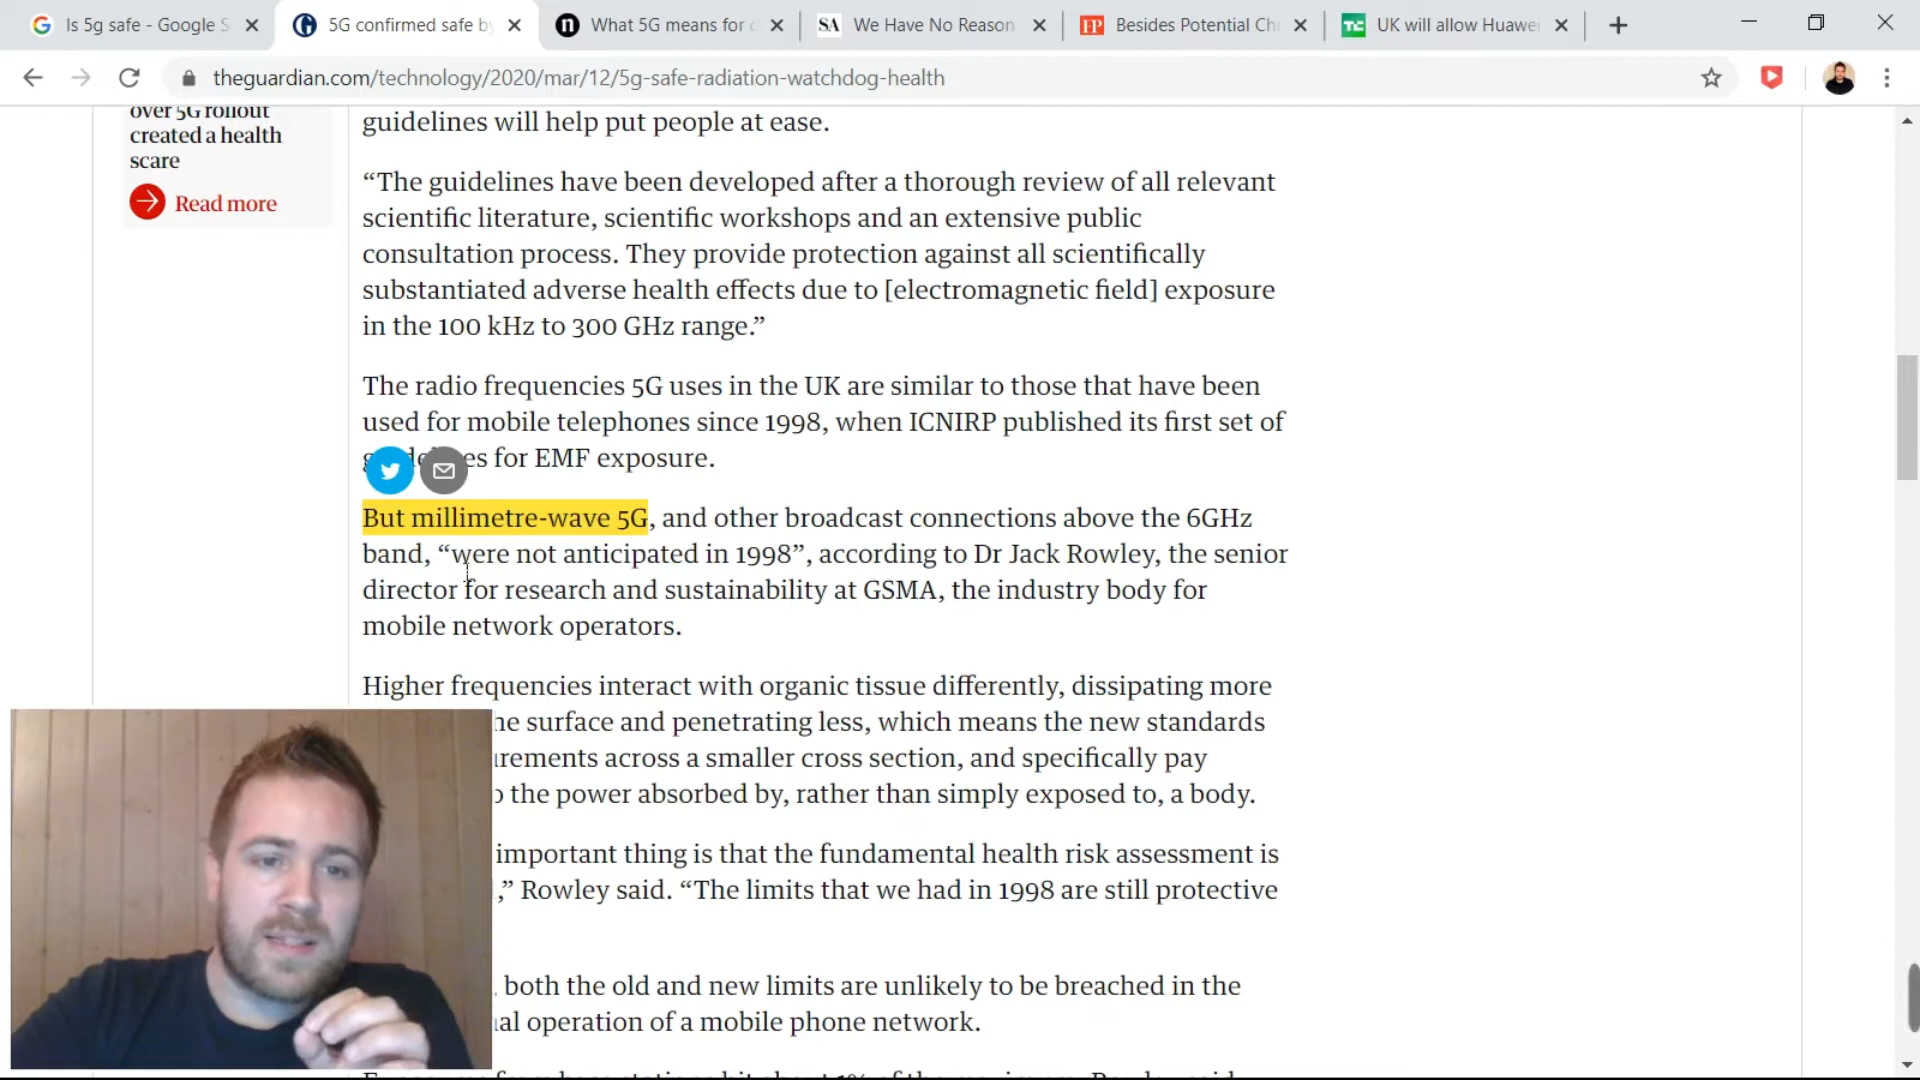 Is 5g safe - Google S
5G confirmed safe by
What 5G means for
We Have No Reason
Besides Potential Ch
UK will allow Huawei
theguardian.com/technology/2020/mar/12/5g-safe-radiation-watchdog-health
over 5G rollout
created a health
scare
Read more
guidelines will help put people at ease.
“The guidelines have been developed after a thorough review of all relevant
scientific literature, scientific workshops and an extensive public
consultation process. They provide protection against all scientifically
substantiated adverse health effects due to [electromagnetic field] exposure
in the 100 kHz to 300 GHz range.”
The radio frequencies 5G uses in the UK are similar to those that have been
used for mobile telephones since 1998, when ICNIRP published its first set of
for EMF exposure.
But millimetre-wave 5G, and other broadcast connections above the 6GHz
band, “were not anticipated in 1998”, according to Dr Jack Rowley, the senior
director for research and sustainability at GSMA, the industry body for
mobile network operators.
Higher frequencies interact with organic tissue differently, dissipating more
surface and penetrating less, which means the new standards
across a smaller cross section, and specifically pay
the power absorbed by, rather than simply exposed to, a body.
important thing is that the fundamental health risk assessment is
,” Rowley said. “The limits that we had in 1998 are still protective
both the old and new limits are unlikely to be breached in the
operation of a mobile phone network.